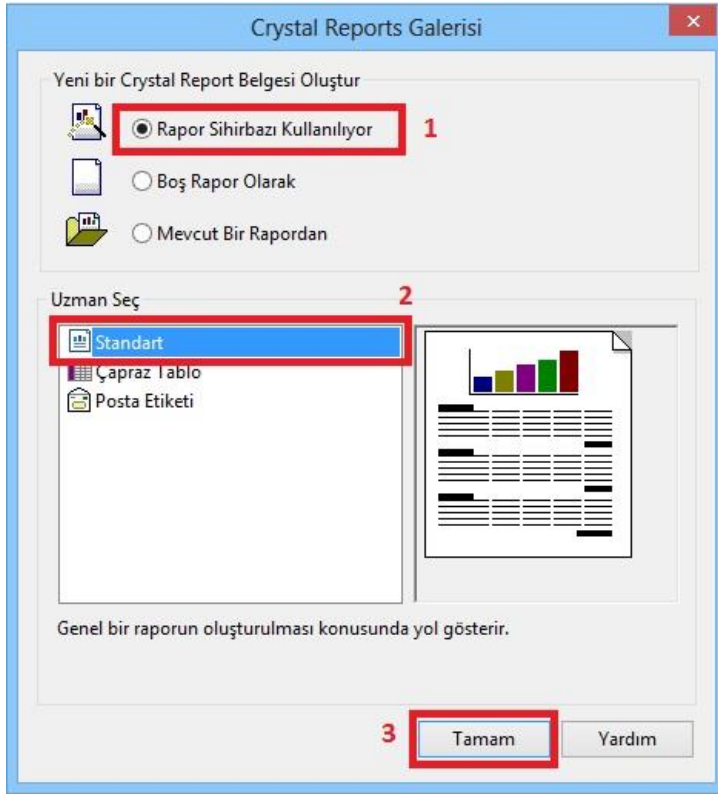 Crystal Reports Galerisi
Yeni bir Crystal Report Belgesi Oluştur
Rapor Sihirbazı Kullanılıyor 1
Boş Rapor Olarak
Mevcut Bir Rapordan
Uzman Seç 2
Standart
Çapraz Tablo
Posta Etiketi
Genel bir raporun oluşturulması konusunda yol gösterir.
3 Tamam Yardım